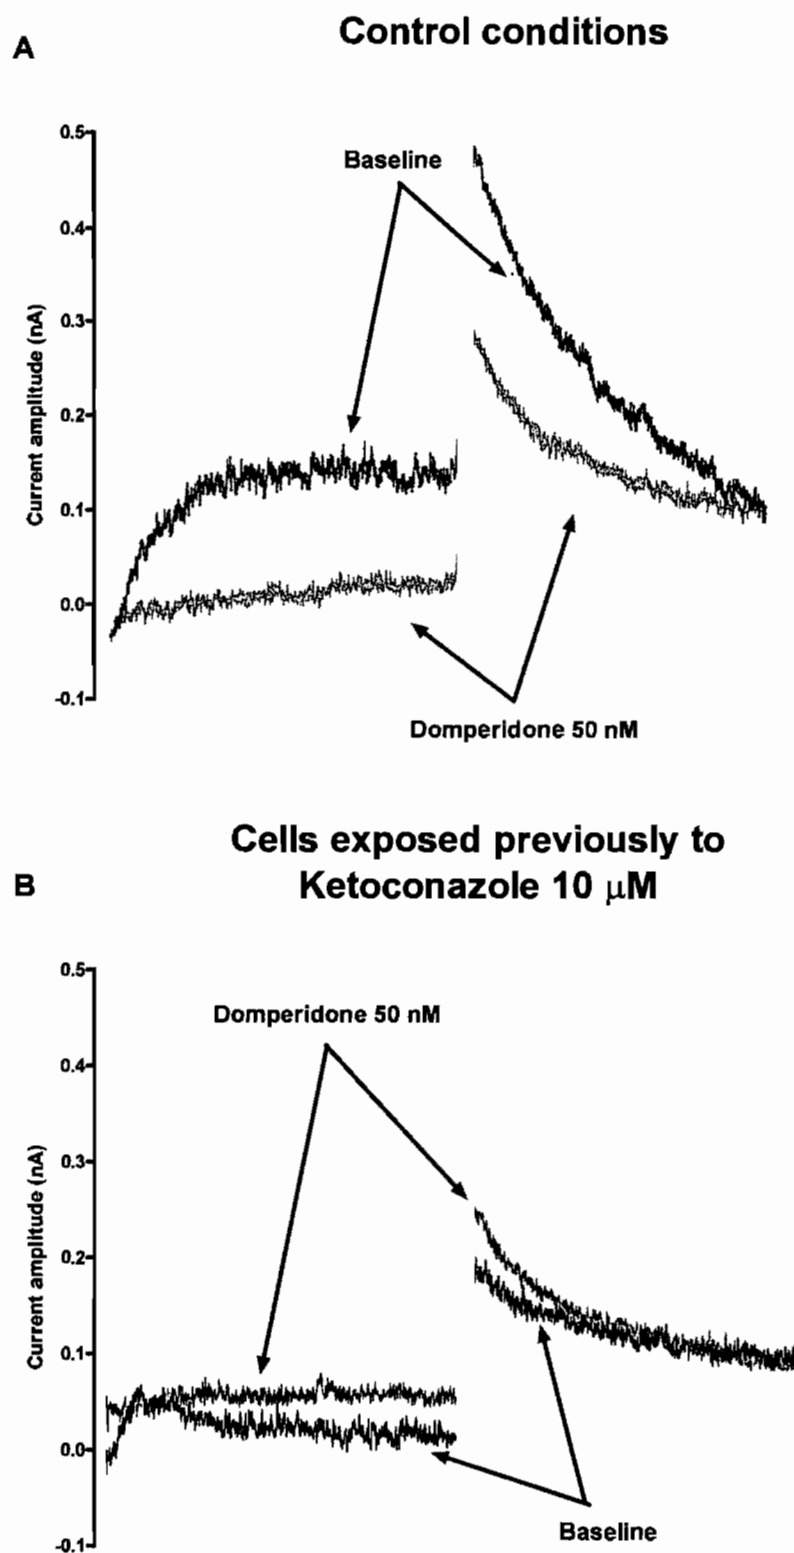 A
Control conditions
0.5
Baseline
0.4
0.3
0.2
0.1
0.0
-0.1
Current amplitude (nA)
Domperidone 50 nM
Cells exposed previously to
B
Ketoconazole 10 μM
0.5
Domperidone 50 nM
0.4
0.3
0.2
0.1
0.0
-0.1
Current amplitude (nA)
Baseline